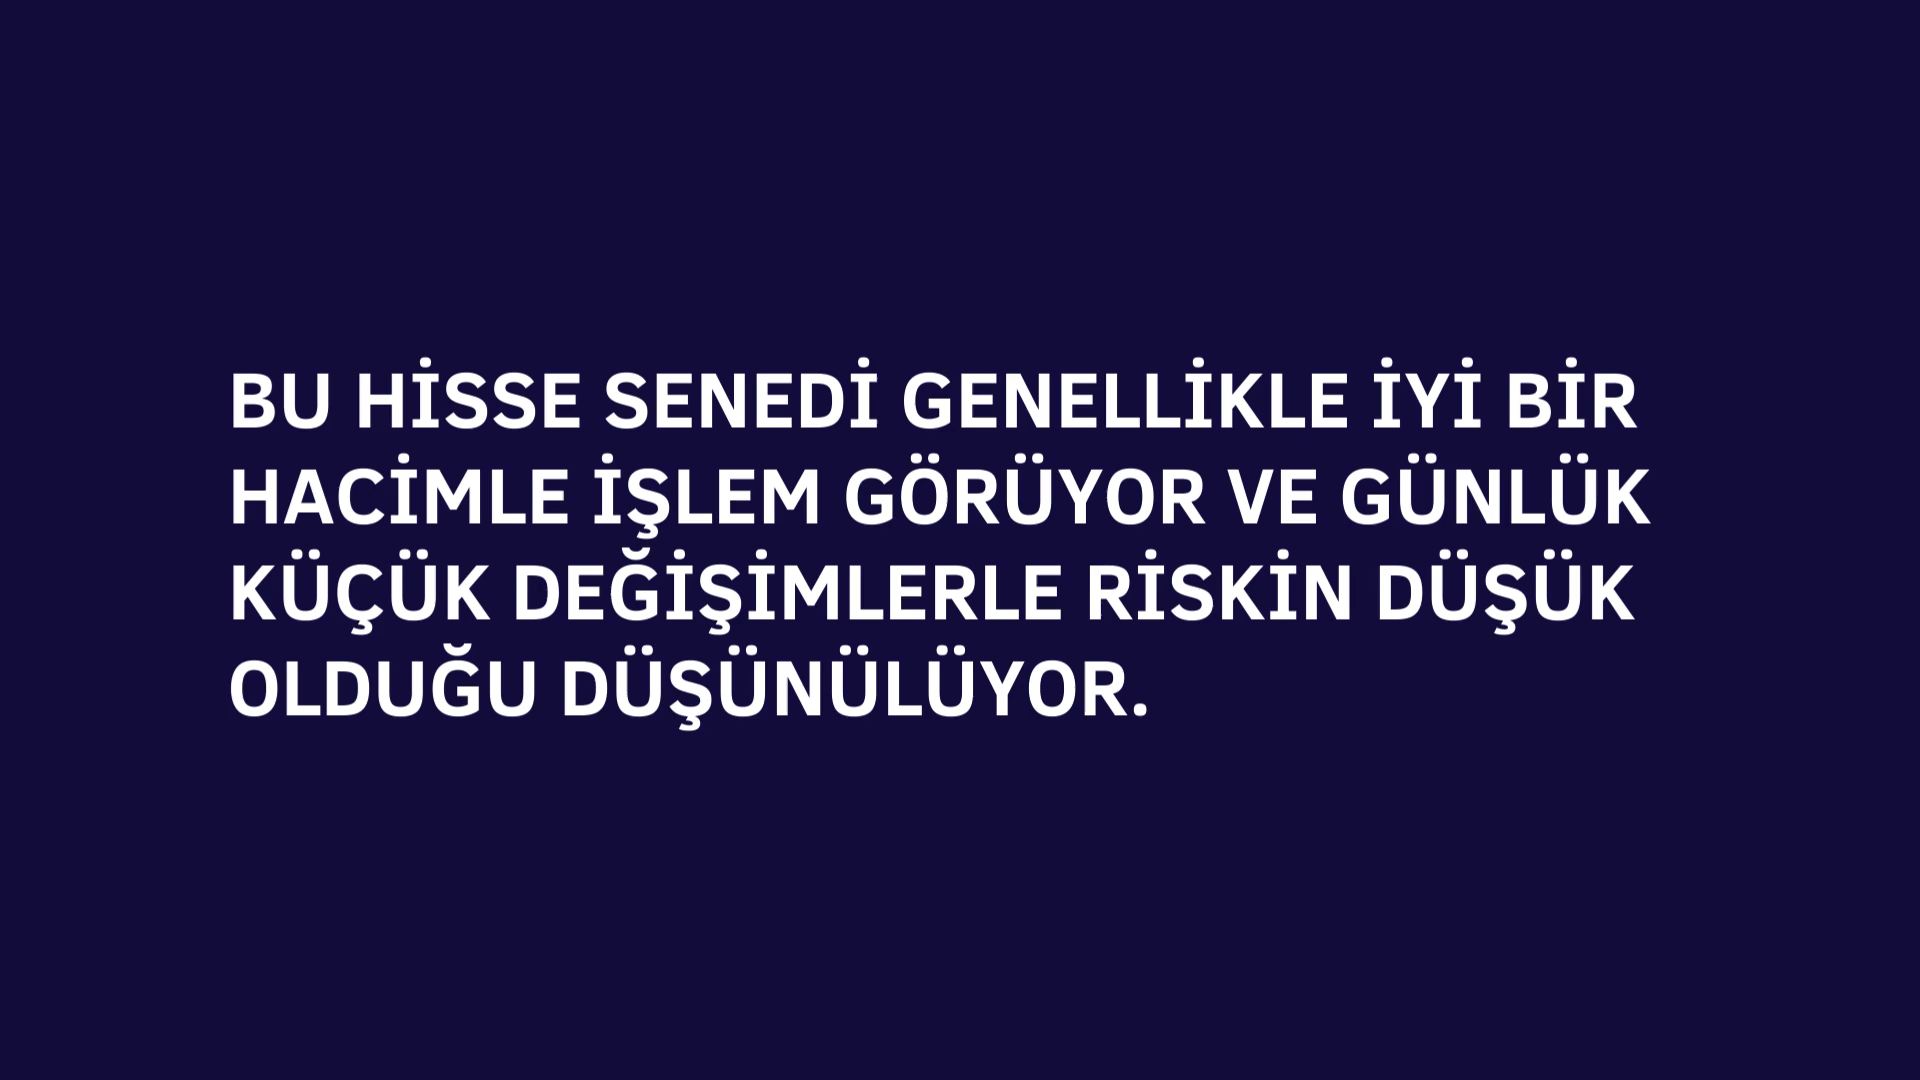 BU HİSSE SENEDİ GENELLİKLE İYİ BİR
HACİMLE İŞLEM GÖRÜYOR VE GÜNLÜK
KÜÇÜK DEĞİŞİMLERLE RİSKİN DÜŞÜK
OLDUĞU DÜŞÜNÜLÜYOR.